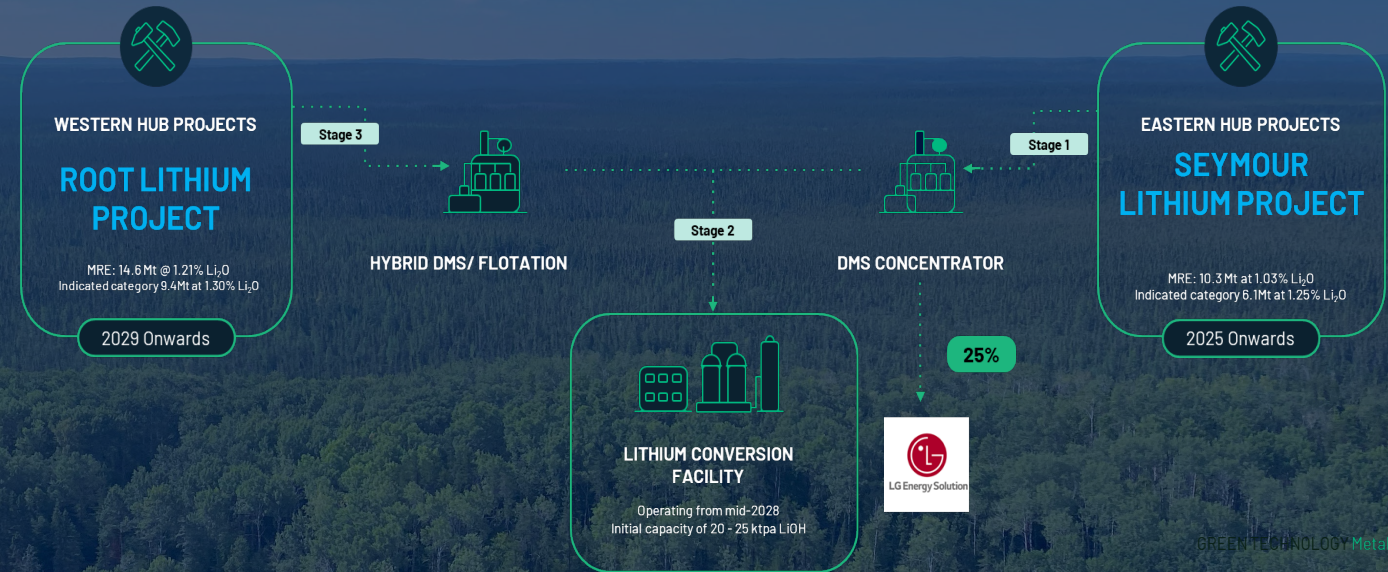 WESTERN HUB PROJECTS
ROOT LITHIUM
PROJECT
MRE: 14.6 Mt @ 1.21% Li₂O
Indicated category 9.4Mt at 1.30% Li₂O
2029 Onwards
Stage 3
HYBRID DMS/ FLOTATION
Stage 2
LITHIUM CONVERSION
FACILITY
Operating from mid-2028
Initial capacity of 20 - 25 ktpa LiOH
Stage 1
DMS CONCENTRATOR
25%
LG
LG Energy Solution
EASTERN HUB PROJECTS
SEYMOUR
LITHIUM PROJECT
MRE: 10.3 Mt at 1.03% Li₂O
Indicated category 6.1Mt at 1.25% Li₂O
2025 Onwards
GREEN TECHNOLOGY Metal